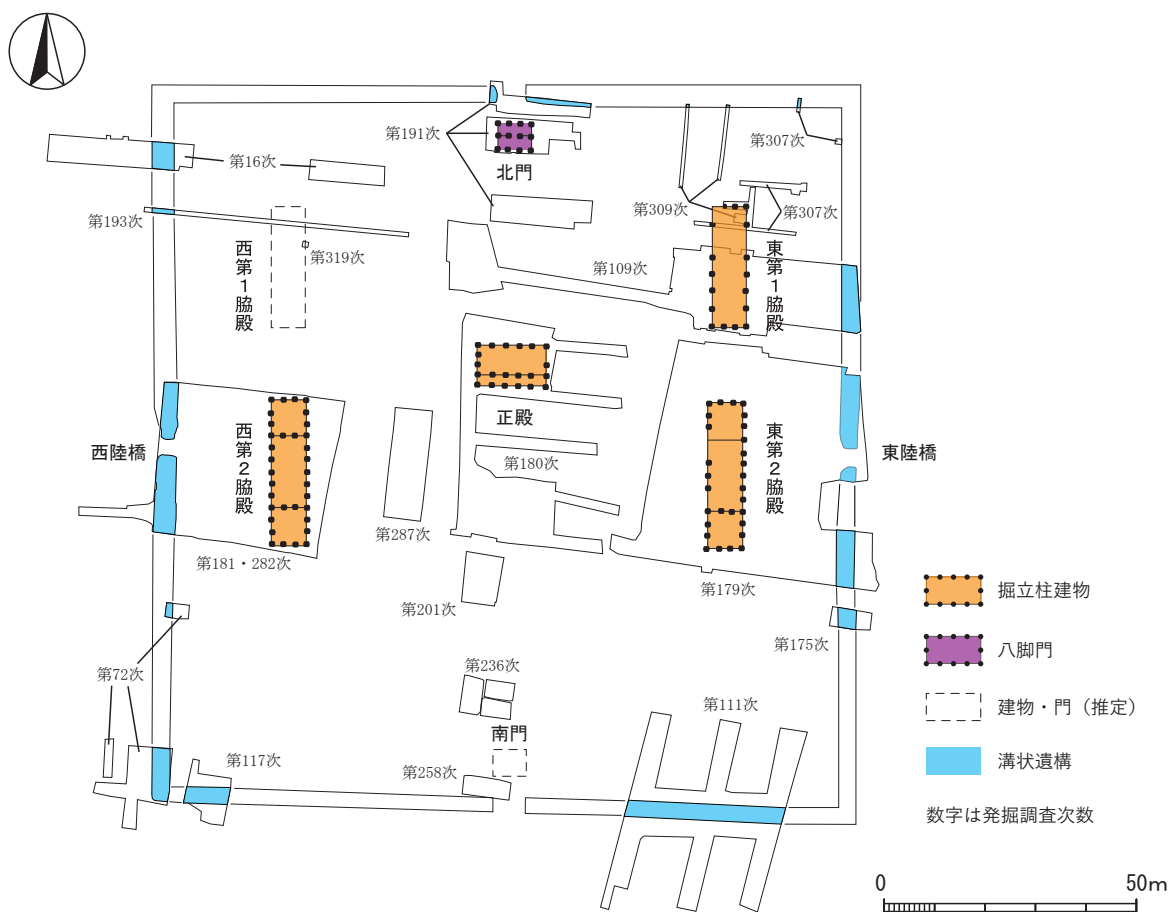 第191次
北門
第307次
第16次
第193次
西第1脇殿
第319次
第309次
第307次
第109次
東第1脇殿
正殿
西陸橋
西第2脇殿
第180次
東第2脇殿
東陸橋
第287次
第181・282次
第201次
第179次
第175次
第72次
第236次
南門
第111次
第117次
第258次
掘立柱建物
八脚門
建物・門（推定）
溝状遺構
数字は発掘調査次数
0 50m